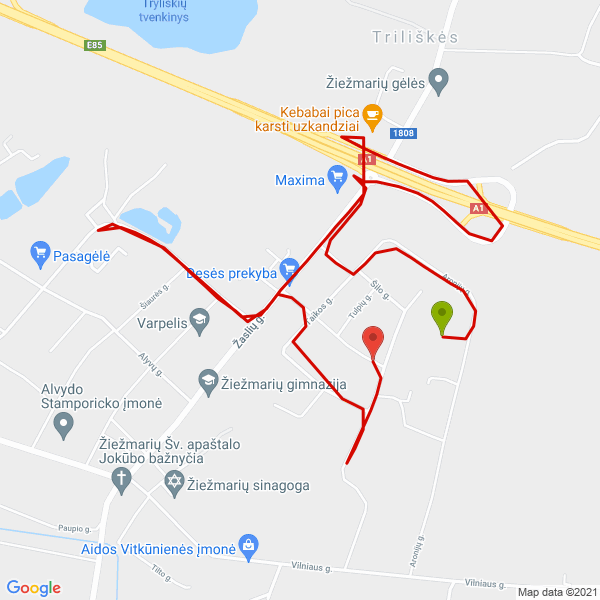 Tryliškių
tvenkinys
E85
Triliškės
Žiežmarių gėlės
Kebabai pica
karsti uzkandziai
1808
A1
Maxima
A1
Pasagėlė
Desės prekyba
Aronijų g.
Šilo g.
Šiaurės g.
Tulpių g.
Taikos g.
Varpelis
Žaslių g.
Alyvų g.
Žiežmarių gimnazija
Alvydo
Stamporicko įmonė
Žiežmarių Šv. apaštalo
Jokūbo bažnyčia
Žiežmarių sinagoga
Paupio g.
Aidos Vitkūnienės įmonė
Aronijų g.
Tilto g.
Vilniaus g.
Vilniaus g.
Google
Map data ©2021